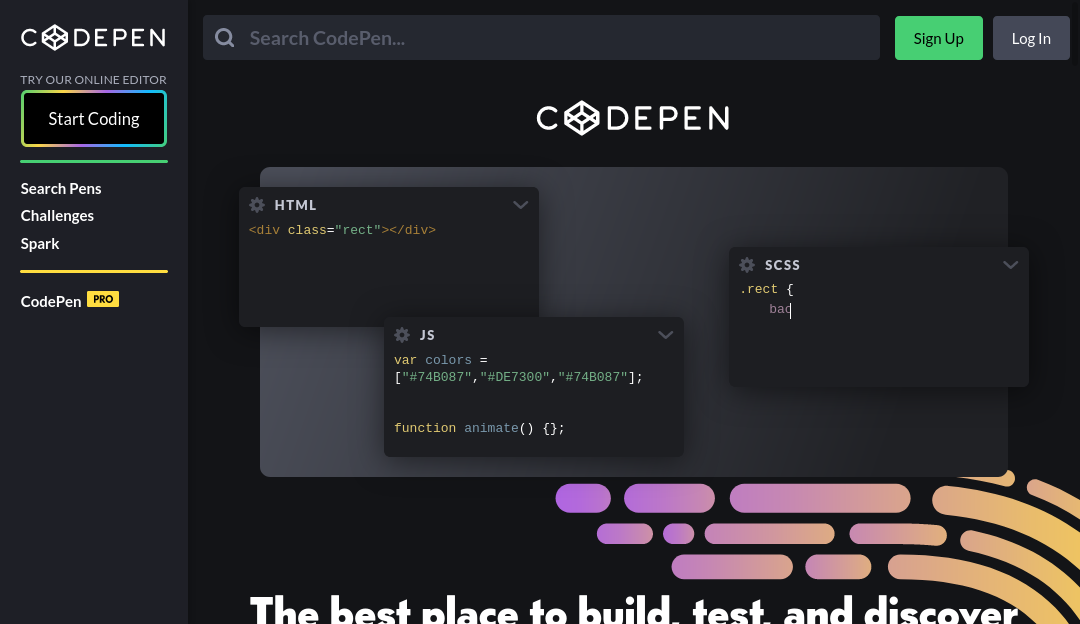 CODEPEN
TRY OUR ONLINE EDITOR
Start Coding
Search Pens
Challenges
Spark
CodePen PRO
Search CodePen...
Sign Up
Log In
CODEPEN
HTML
<div class="rect"></div>
JS
var colors =
["#74B087","#DE7300","#74B087"];
function animate() {};
SCSS
.rect {
bac
The best place to build, test, and discover